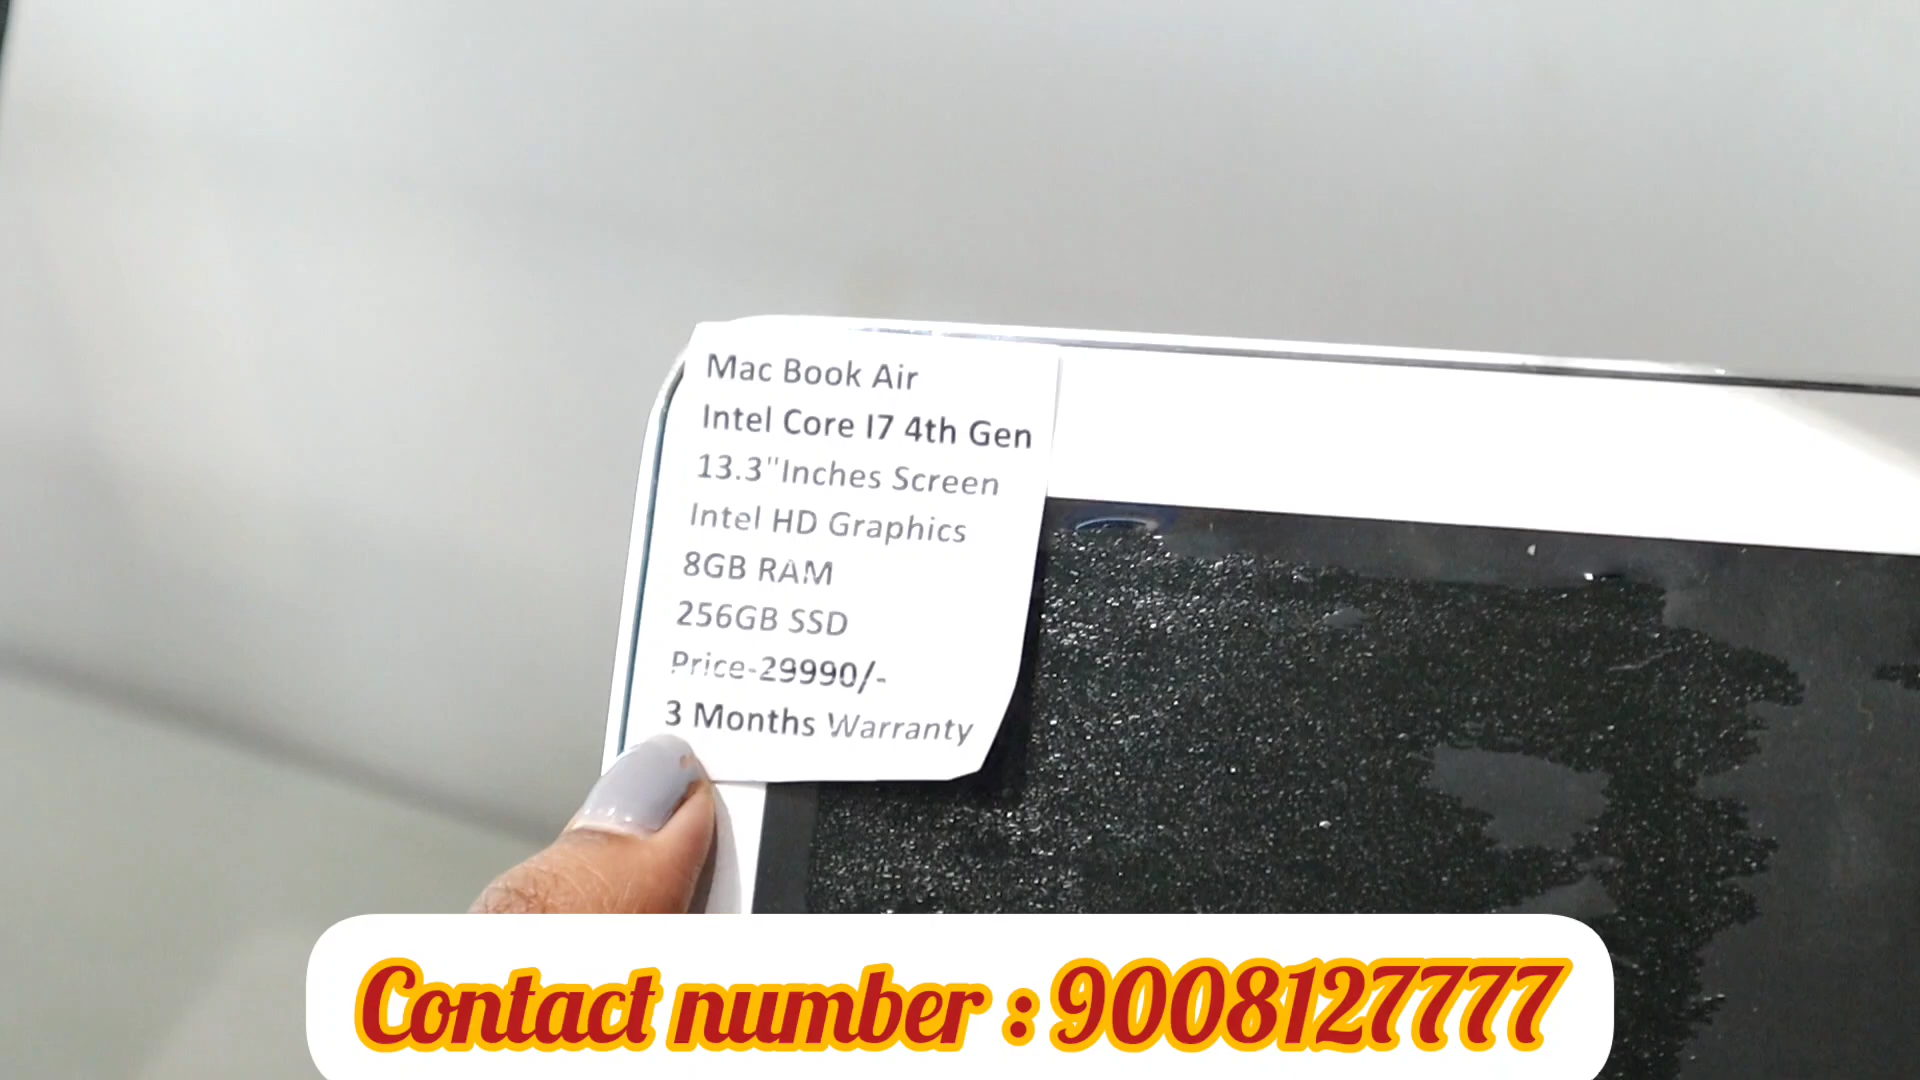 Mac Book Air
Intel Core I7 4th Gen
13.3"Inches Screen
Intel HD Graphics
8GB RAM
256GB SSD
Price-29990/-
3 Months Warranty
Contact number : 9008127777